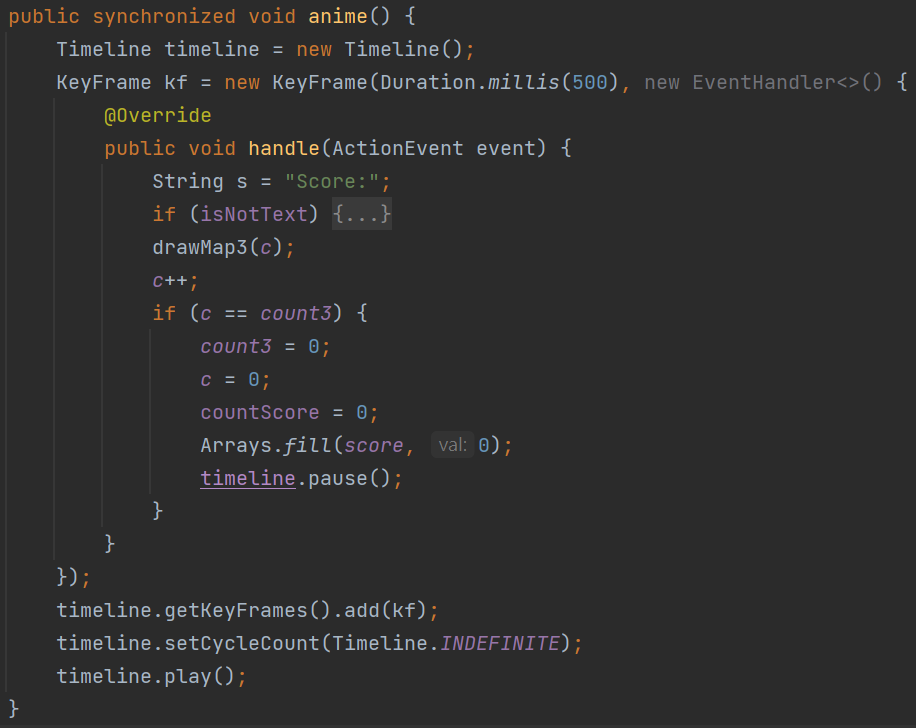 public synchronized void anime() {
    Timeline timeline = new Timeline();
    KeyFrame kf = new KeyFrame(Duration.millis(500), new EventHandler<>() {
        @Override
        public void handle(ActionEvent event) {
            String s = "Score:";
            if (isNotText) {...}
            drawMap3(c);
            c++;
            if (c == count3) {
                count3 = 0;
                c = 0;
                countScore = 0;
                Arrays.fill(score, val: 0);
                timeline.pause();
            }
        }
    });
    timeline.getKeyFrames().add(kf);
    timeline.setCycleCount(Timeline.INDEFINITE);
    timeline.play();
}